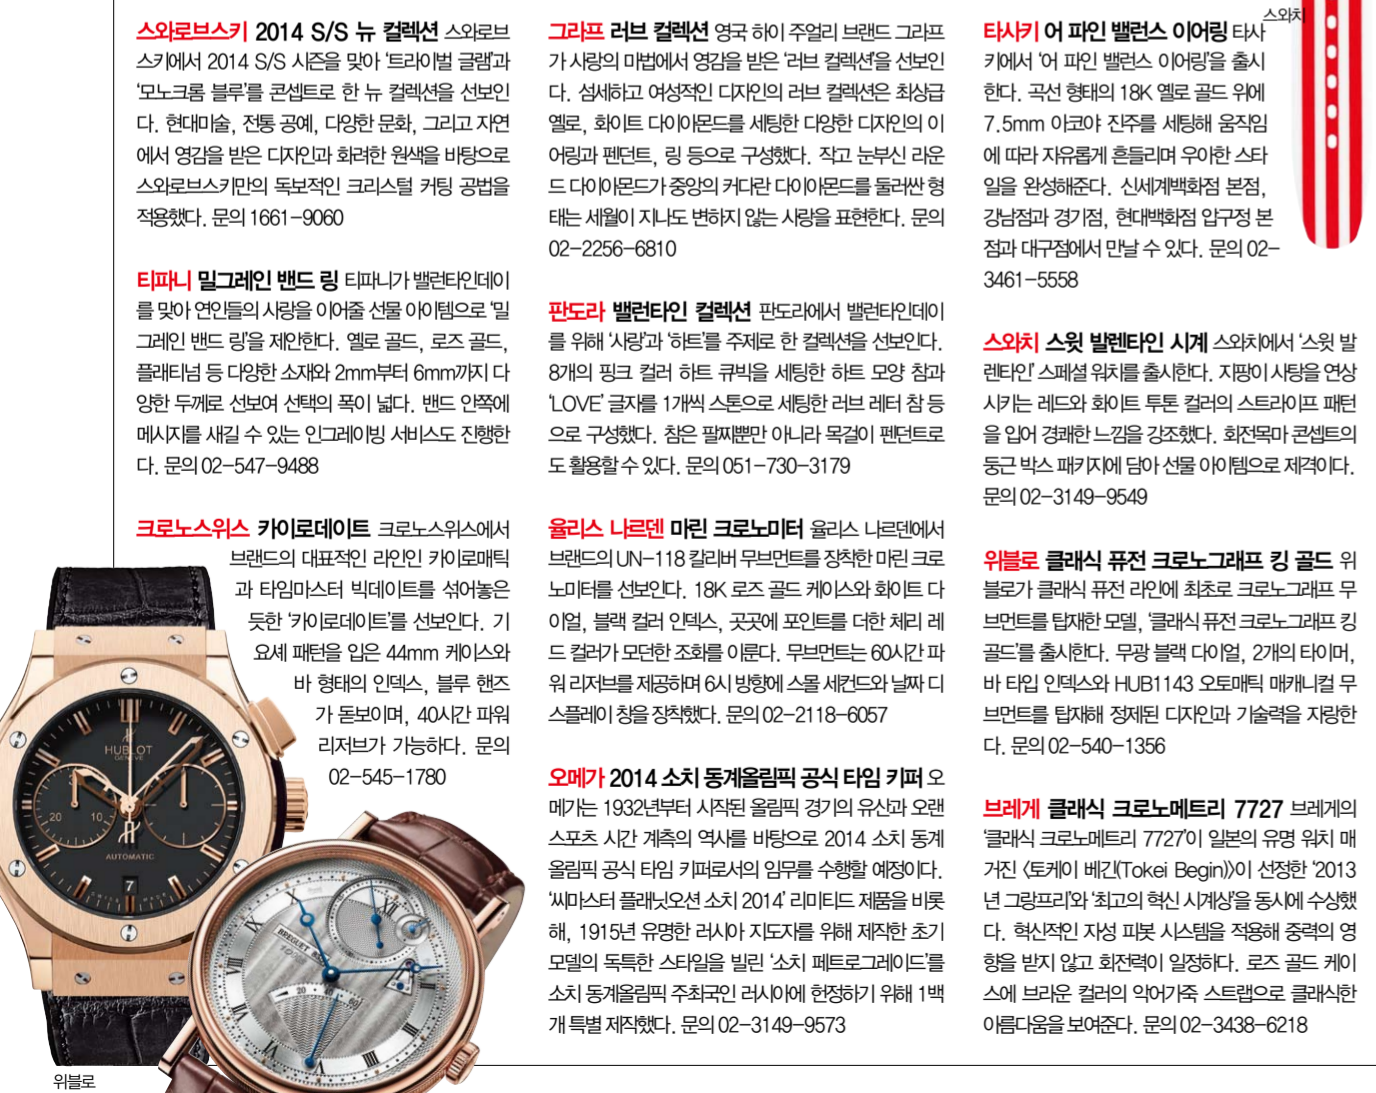 스와로브스키 2014 S/S 뉴 컬렉션 스와로브
스키에서 2014 S/S 시즌을 맞아 '트라이벌 글램'과
'모노크롬 블루'를 콘셉트로 한 뉴 컬렉션을 선보인
다. 현대미술, 전통 공예, 다양한 문화, 그리고 자연
에서 영감을 받은 디자인과 화려한 원색을 바탕으로
스와로브스키만의 독보적인 크리스털 커팅 공법을
적용했다. 문의 1661-9060
티파니 밀그레인 밴드 링 티파니가 밸런타인데이
를 맞아 연인들의 사랑을 이어줄 선물 아이템으로 '밀
그레인 밴드 링'을 제안한다. 옐로 골드, 로즈 골드,
플래티넘 등 다양한 소재와 2mm부터 6mm까지 다
양한 두께로 선보여 선택의 폭이 넓다. 밴드 안쪽에
메시지를 새길 수 있는 인그레이빙 서비스도 진행한
다. 문의 02-547-9488
크로노스위스 카이로데이트 크로노스위스에서
브랜드의 대표적인 라인인 카이로매틱
과 타임마스터 빅데이트를 섞어놓은
듯한 '카이로데이트'를 선보인다. 기
요셰 패턴을 입은 44mm 케이스와
바 형태의 인덱스, 블루 핸즈
가 돋보이며, 40시간 파워
리저브가 가능하다. 문의
02-545-1780
HUBLOT
GENEVE
20
10
AUTOMATIC
7
BREGUET
20
60
위블로
그라프 러브 컬렉션 영국 하이 주얼리 브랜드 그라프
가 사랑의 마법에서 영감을 받은 '러브 컬렉션'을 선보인
다. 섬세하고 여성적인 디자인의 러브 컬렉션은 최상급
옐로, 화이트 다이아몬드를 세팅한 다양한 디자인의 이
어링과 펜던트, 링 등으로 구성했다. 작고 눈부신 라운
드 다이아몬드가 중앙의 커다란 다이아몬드를 둘러싼 형
태는 세월이 지나도 변하지 않는 사랑을 표현한다. 문의
02-2256-6810
판도라 밸런타인 컬렉션 판도라에서 밸런타인데이
를 위해 '사랑'과 '하트'를 주제로 한 컬렉션을 선보인다.
8개의 핑크 컬러 하트 큐빅을 세팅한 하트 모양 참과
'LOVE' 글자를 1개씩 스톤으로 세팅한 러브 레터 참 등
으로 구성했다. 참은 팔찌뿐만 아니라 목걸이 펜던트로
도 활용할 수 있다. 문의 051-730-3179
율리스 나르덴 마린 크로노미터 율리스 나르덴에서
브랜드의 UN-118 칼리버 무브먼트를 장착한 마린 크로
노미터를 선보인다. 18K 로즈 골드 케이스와 화이트 다
이얼, 블랙 컬러 인덱스, 곳곳에 포인트를 더한 체리 레
드 컬러가 모던한 조화를 이룬다. 무브먼트는 60시간 파
워 리저브를 제공하며 6시 방향에 스몰 세컨드와 날짜 디
스플레이 창을 장착했다. 문의 02-2118-6057
오메가 2014 소치 동계올림픽 공식 타임 키퍼 오
메가는 1932년부터 시작된 올림픽 경기의 유산과 오랜
스포츠 시간 계측의 역사를 바탕으로 2014 소치 동계
올림픽 공식 타임 키퍼로서의 임무를 수행할 예정이다.
'씨마스터 플래닛오션 소치 2014' 리미티드 제품을 비롯
해, 1915년 유명한 러시아 지도자를 위해 제작한 초기
모델의 독특한 스타일을 빌린 '소치 페트로그레이드'를
소치 동계올림픽 주최국인 러시아에 헌정하기 위해 1백
개 특별 제작했다. 문의 02-3149-9573
스와치
타사키 어 파인 밸런스 이어링 타사
키에서 '어 파인 밸런스 이어링'을 출시
한다. 곡선 형태의 18K 옐로 골드 위에
7.5mm 아코야 진주를 세팅해 움직임
에 따라 자유롭게 흔들리며 우아한 스타
일을 완성해준다. 신세계백화점 본점,
강남점과 경기점, 현대백화점 압구정 본
점과 대구점에서 만날 수 있다. 문의 02-
3461-5558
스와치 스윗 발렌타인 시계 스와치에서 '스윗 발
렌타인' 스페셜 워치를 출시한다. 지팡이 사탕을 연상
시키는 레드와 화이트 투톤 컬러의 스트라이프 패턴
을 입어 경쾌한 느낌을 강조했다. 회전목마 콘셉트의
둥근 박스 패키지에 담아 선물 아이템으로 제격이다.
문의 02-3149-9549
위블로 클래식 퓨전 크로노그래프 킹 골드 위
블로가 클래식 퓨전 라인에 최초로 크로노그래프 무
브먼트를 탑재한 모델, '클래식 퓨전 크로노그래프 킹
골드'를 출시한다. 무광 블랙 다이얼, 2개의 타이머,
바 타입 인덱스와 HUB1143 오토매틱 매캐니컬 무
브먼트를 탑재해 정제된 디자인과 기술력을 자랑한
다. 문의 02-540-1356
브레게 클래식 크로노메트리 7727 브레게의
'클래식 크로노메트리 7727'이 일본의 유명 워치 매
거진 〈토케이 베긴(Tokei Begin)〉이 선정한 '2013
년 그랑프리'와 '최고의 혁신 시계상'을 동시에 수상했
다. 혁신적인 자성 피봇 시스템을 적용해 중력의 영
향을 받지 않고 회전력이 일정하다. 로즈 골드 케이
스에 브라운 컬러의 악어가죽 스트랩으로 클래식한
아름다움을 보여준다. 문의 02-3438-6218